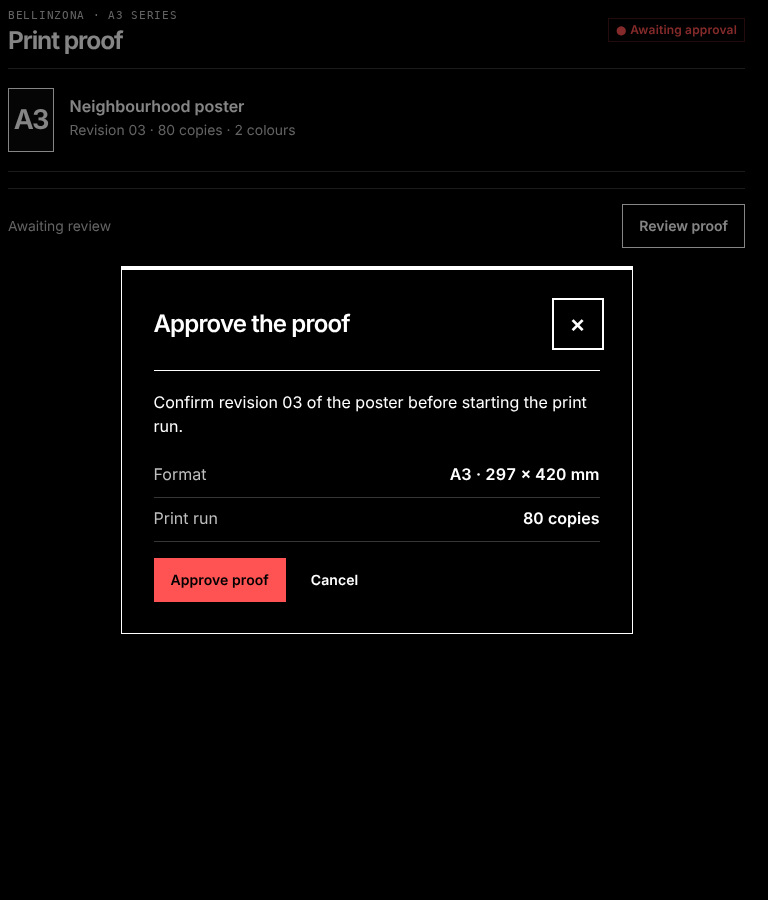 BELLINZONA · A3 SERIES
Print proof
● Awaiting approval
A3
Neighbourhood poster
Revision 03 · 80 copies · 2 colours
Awaiting review
Review proof
Approve the proof
×
Confirm revision 03 of the poster before starting the print
run.
Format
A3 · 297 × 420 mm
Print run
80 copies
Approve proof
Cancel